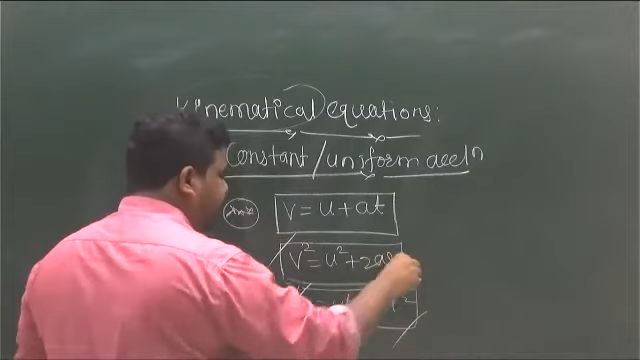 Kinematical equations:
Constant/uniform accln
v = u + at
v² = u² + 2as